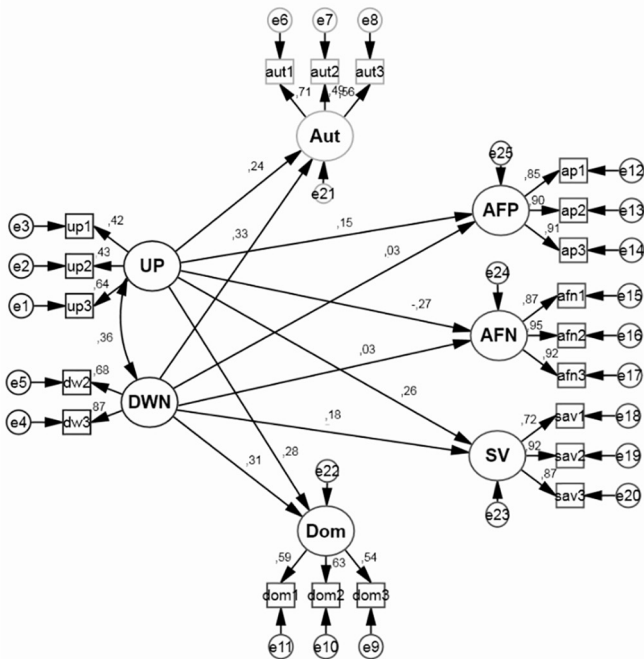 e6 e7 e8
aut1 aut2 aut3
,71 ,49 ,56
Aut
e21
,24
,33
e25
AFP
,85 ap1 e12
,90 ap2 e13
,91 ap3 e14
,15
,03
e3 up1 ,42
e2 up2 ,43
e1 up3 ,64
UP
,36
e24
AFN
,87 afn1 e15
,95 afn2 e16
,92 afn3 e17
-,27
,03
e5 dw2 ,68
e4 dw3 ,87
DWN
,26
,18
SV
e23
,72 sav1 e18
,92 sav2 e19
,87 sav3 e20
,31
,28
e22
Dom
,59 ,63 ,54
dom1 dom2 dom3
e11 e10 e9